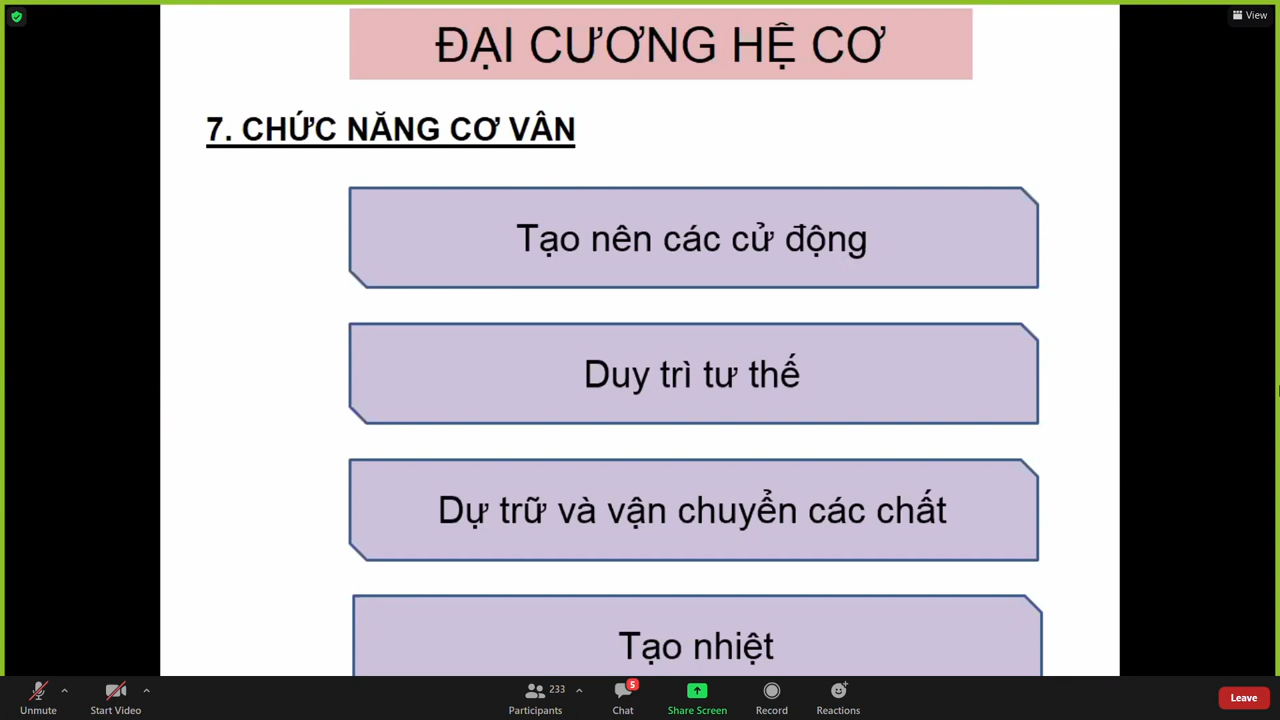 View
ĐẠI CƯƠNG HỆ CƠ
7. CHỨC NĂNG CƠ VÂN
Tạo nên các cử động
Duy trì tư thế
Dự trữ và vận chuyển các chất
Tạo nhiệt
Unmute
Start Video
233
Participants
5
Chat
Share Screen
Record
Reactions
Leave